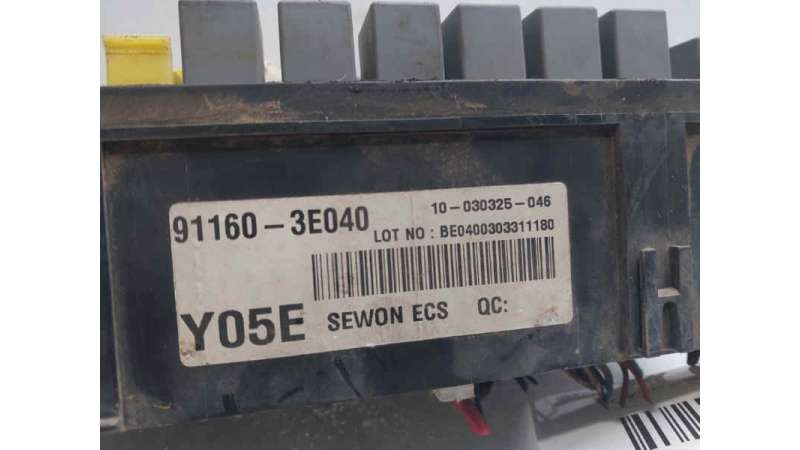 91160-3E040
10-030325-046
LOT NO : BE0400303311180
Y05E
SEWON ECS QC:
H